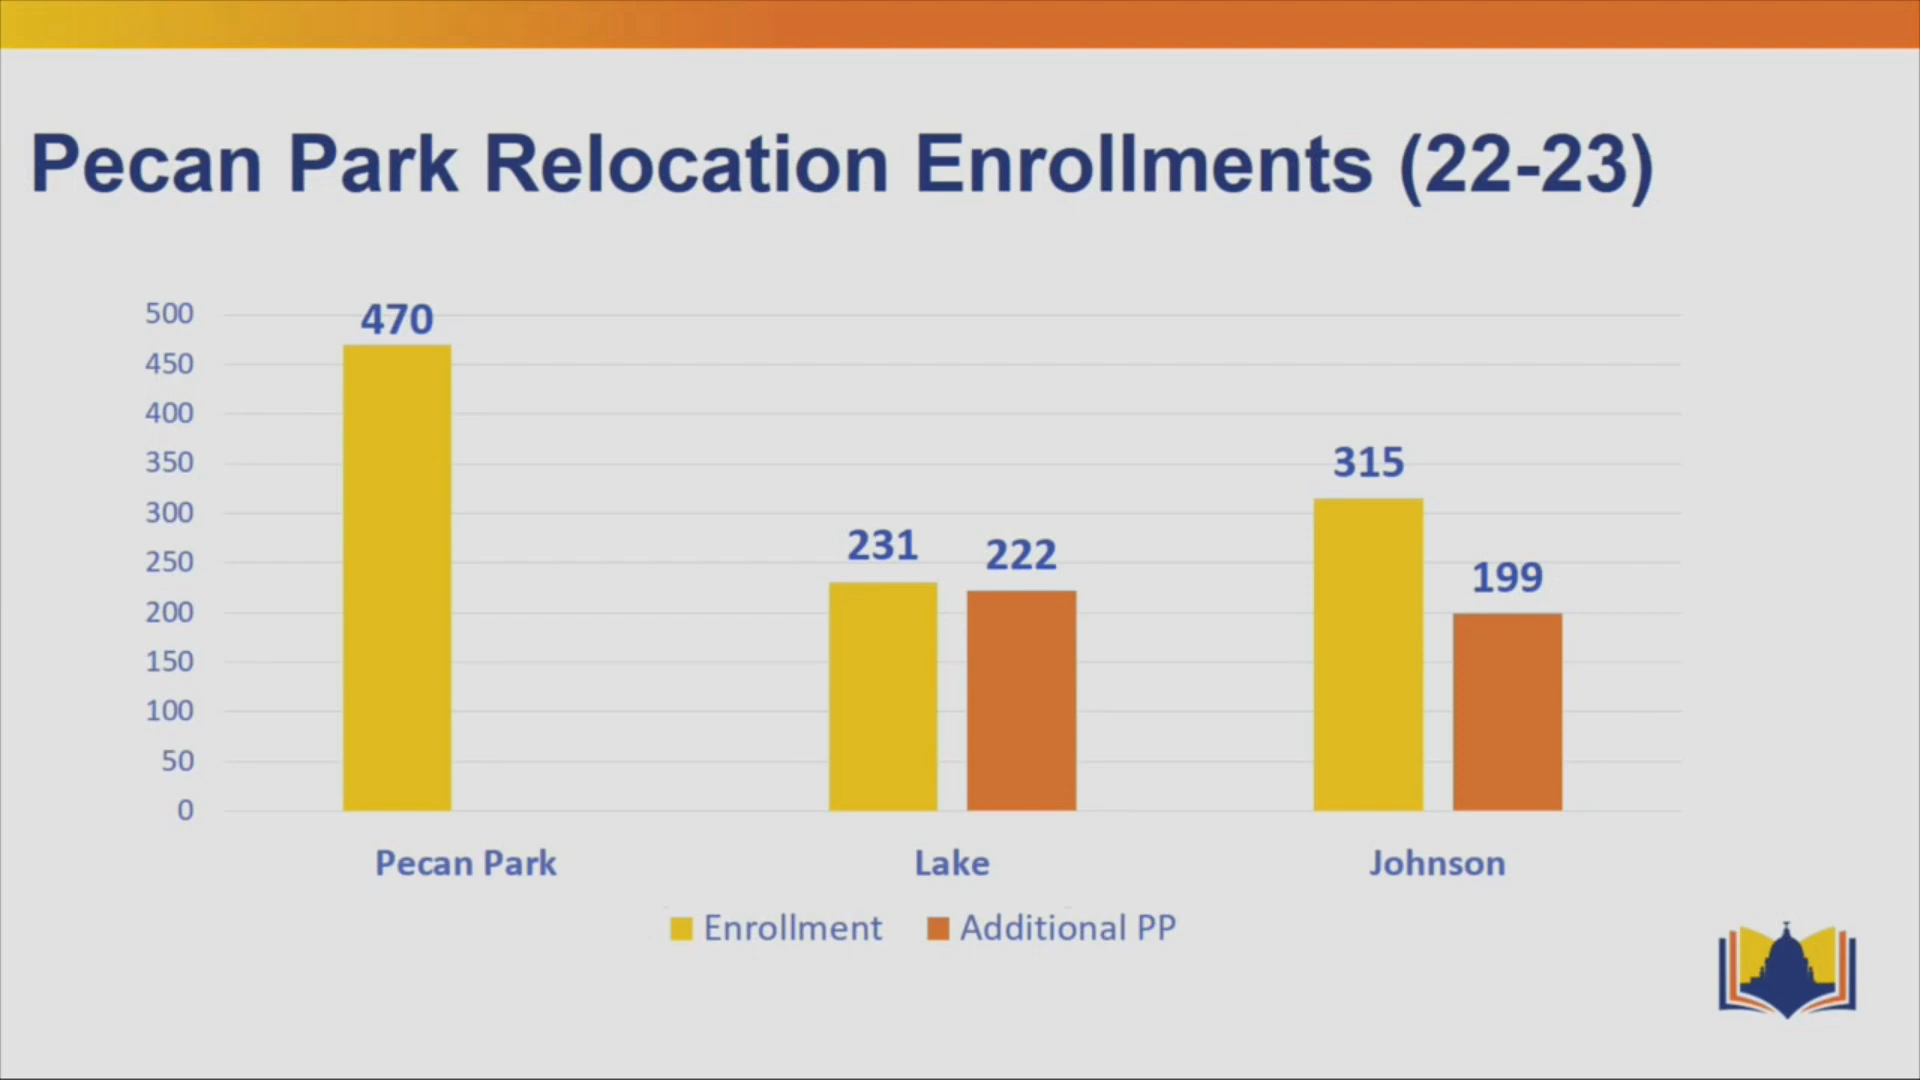 Pecan Park Relocation Enrollments (22-23)
500
450
400
350
300
250
200
150
100
50
0
470
231
222
315
199
Pecan Park
Lake
Johnson
Enrollment
Additional PP